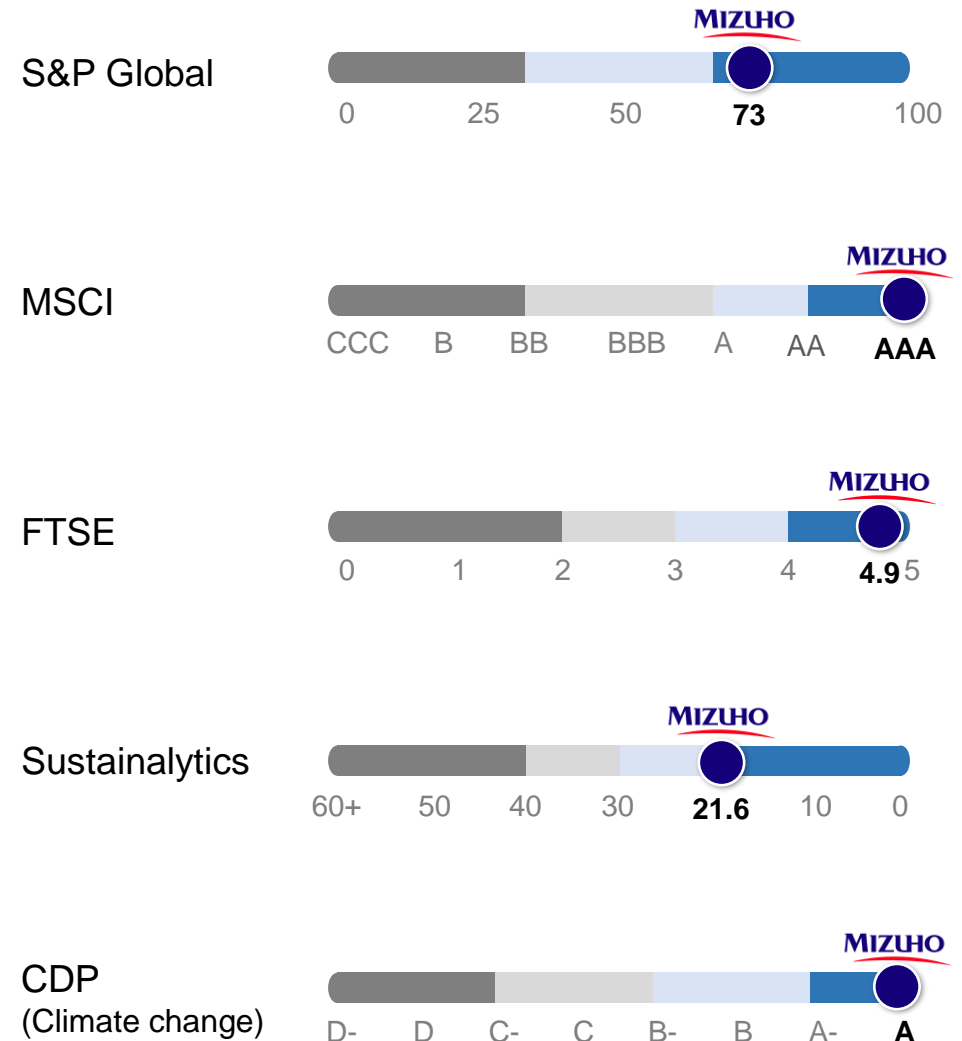 MIZUHO
S&P Global
0 25 50 73 100
MIZUHO
MSCI
CCC B BB BBB A AA AAA
MIZUHO
FTSE
0 1 2 3 4 4.9 5
MIZUHO
Sustainalytics
60+ 50 40 30 21.6 10 0
MIZUHO
CDP
(Climate change)
D- D C- C B- B A- A